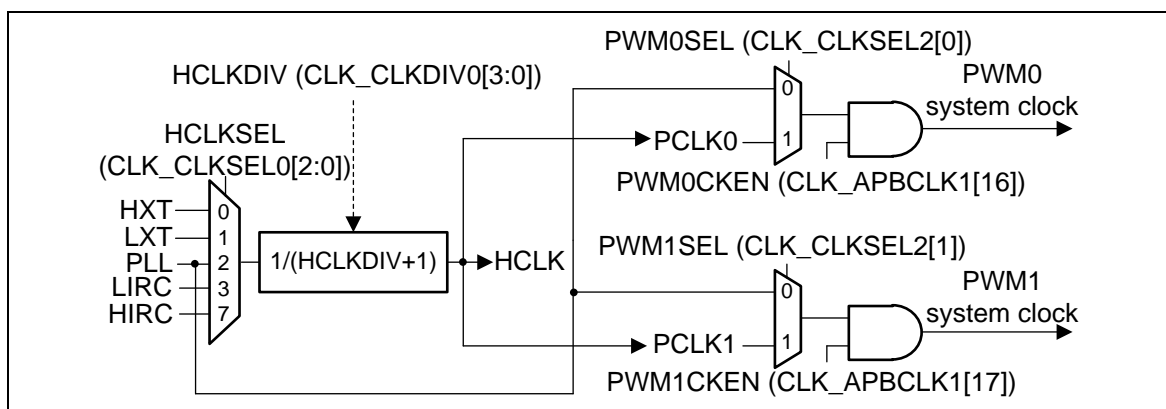 PWM0SEL (CLK_CLKSEL2[0])
HCLKDIV (CLK_CLKDIV0[3:0])
PWM0
system clock
0
1
HCLKSEL
(CLK_CLKSEL0[2:0])
PCLK0
PWM0CKEN (CLK_APBCLK1[16])
HXT
0
LXT
1
PLL
2
LIRC
3
HIRC
7
1/(HCLKDIV+1)
HCLK
PWM1SEL (CLK_CLKSEL2[1])
PWM1
system clock
0
1
PCLK1
PWM1CKEN (CLK_APBCLK1[17])